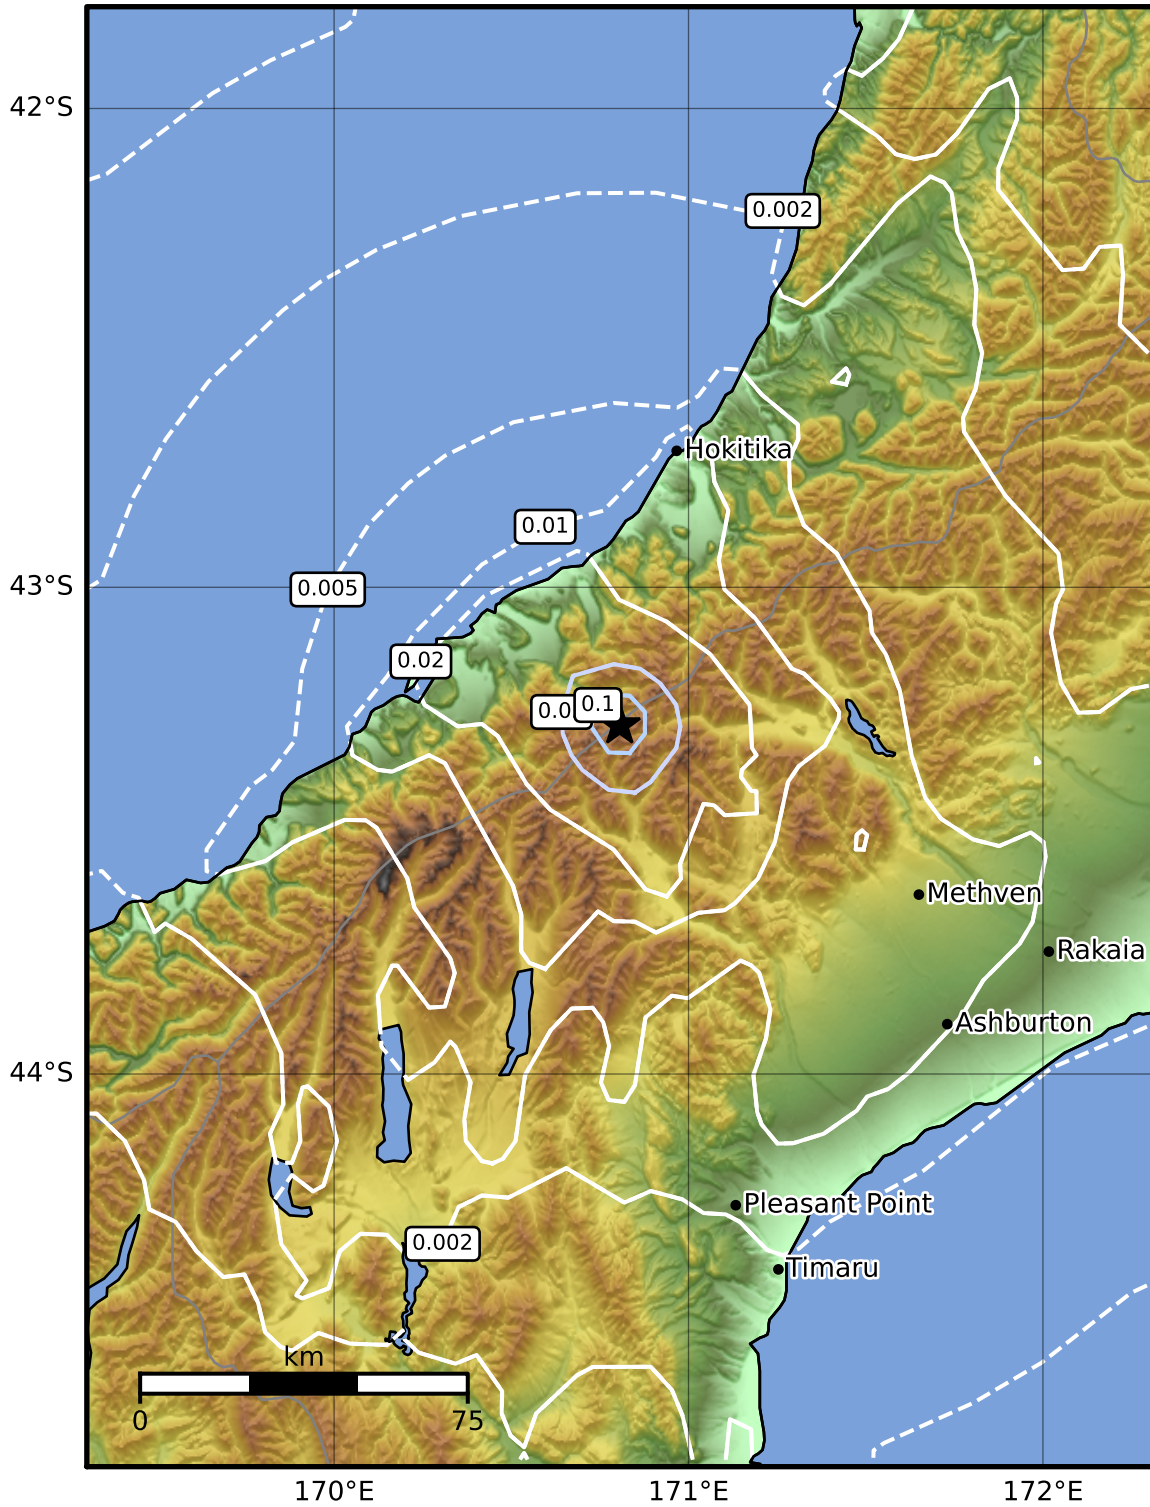 42°S
0.002
Hokitika
0.01
43°S
0.005
0.02
0.1
Methven
Rakaia
Ashburton
44°S
Pleasant Point
0.002
Timaru
km
0 75
170°E 171°E 172°E